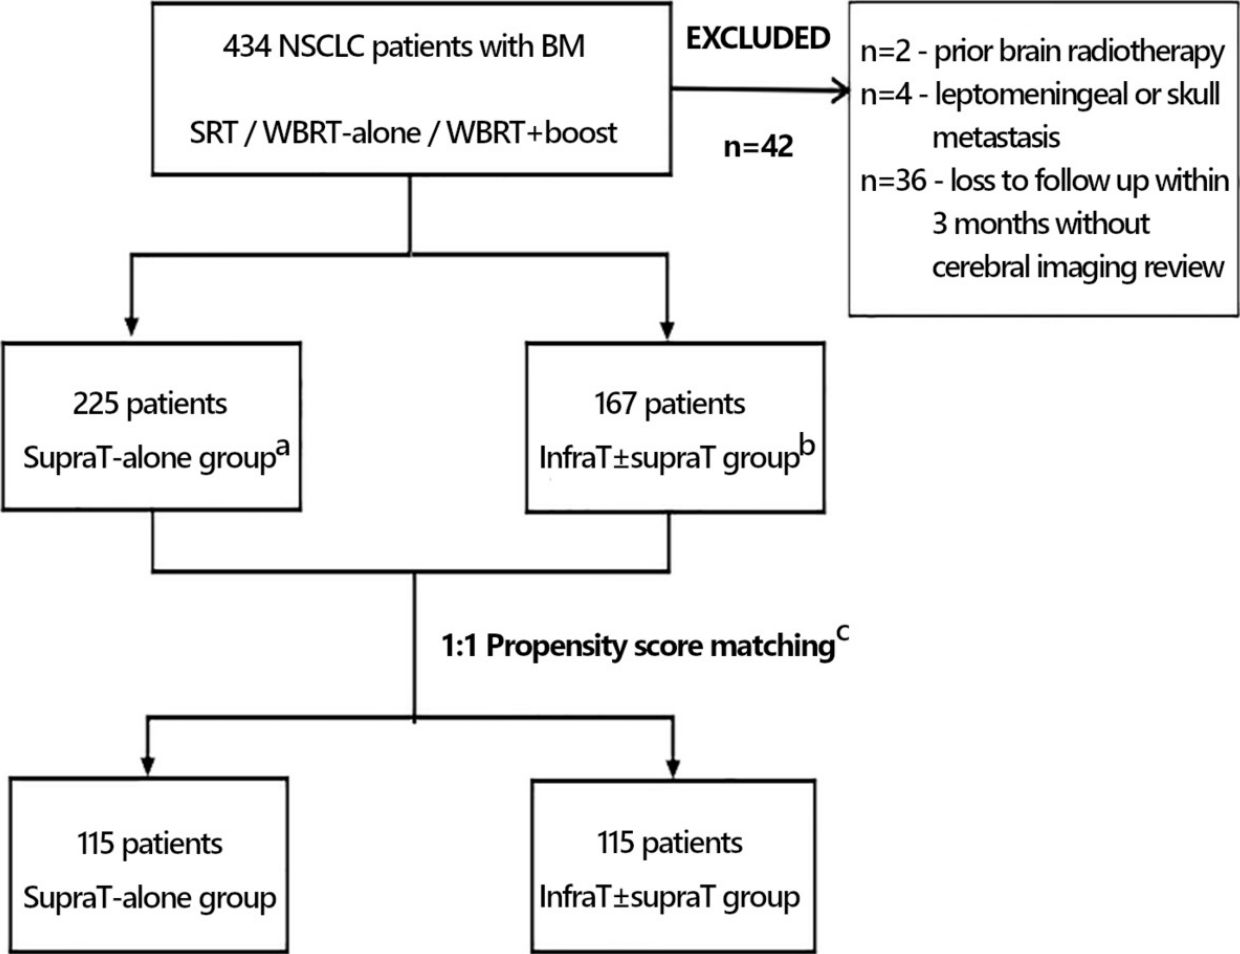 434 NSCLC patients with BM
SRT / WBRT-alone / WBRT+boost
EXCLUDED
n=42
n=2 - prior brain radiotherapy
n=4 - leptomeningeal or skull
metastasis
n=36 - loss to follow up within
3 months without
cerebral imaging review
225 patients
SupraT-alone groupa
167 patients
InfraT±supraT groupb
1:1 Propensity score matchingc
115 patients
SupraT-alone group
115 patients
InfraT±supraT group